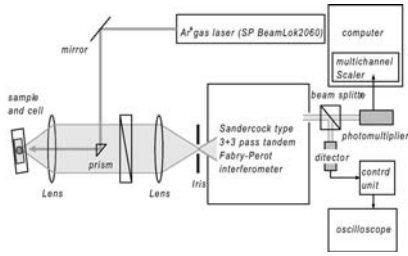 Ar⁺gas laser (SP BeamLok2060)
computer
mirror
multichannel
Scaler
sample
and cell
beam splitte
Sandercock type
3+3 pass tandem
Fabry-Perot
interferometer
prism
photomultiplier
ditector
Lens
Lens
Iris
contrd
unit
oscilloscope